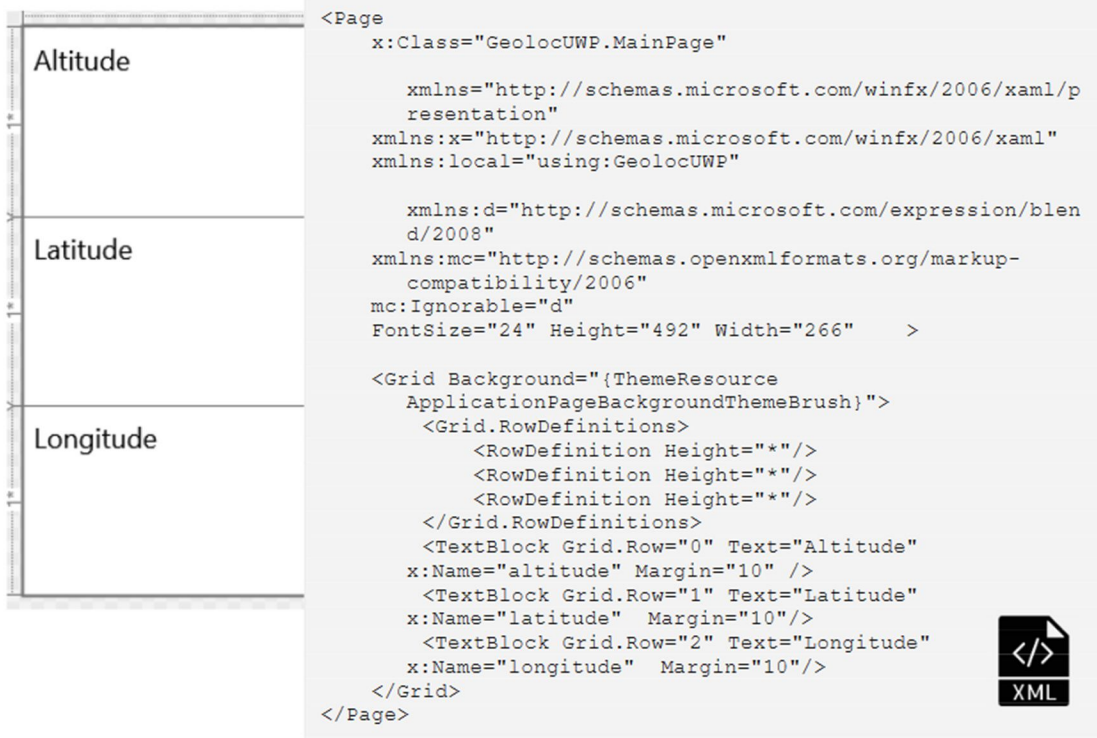 Altitude
Latitude
Longitude
1*
1*
1*
<Page
x:Class="GeolocUWP.MainPage"
xmlns="http://schemas.microsoft.com/winfx/2006/xaml/p
resentation"
xmlns:x="http://schemas.microsoft.com/winfx/2006/xaml"
xmlns:local="using:GeolocUWP"
xmlns:d="http://schemas.microsoft.com/expression/blen
d/2008"
xmlns:mc="http://schemas.openxmlformats.org/markup-
compatibility/2006"
mc:Ignorable="d"
FontSize="24" Height="492" Width="266"    >
<Grid Background="{ThemeResource
ApplicationPageBackgroundThemeBrush}">
<Grid.RowDefinitions>
<RowDefinition Height="*"/>
<RowDefinition Height="*"/>
<RowDefinition Height="*"/>
</Grid.RowDefinitions>
<TextBlock Grid.Row="0" Text="Altitude"
x:Name="altitude" Margin="10" />
<TextBlock Grid.Row="1" Text="Latitude"
x:Name="latitude"  Margin="10"/>
<TextBlock Grid.Row="2" Text="Longitude"
x:Name="longitude"  Margin="10"/>
</Grid>
</Page>
</>
XML